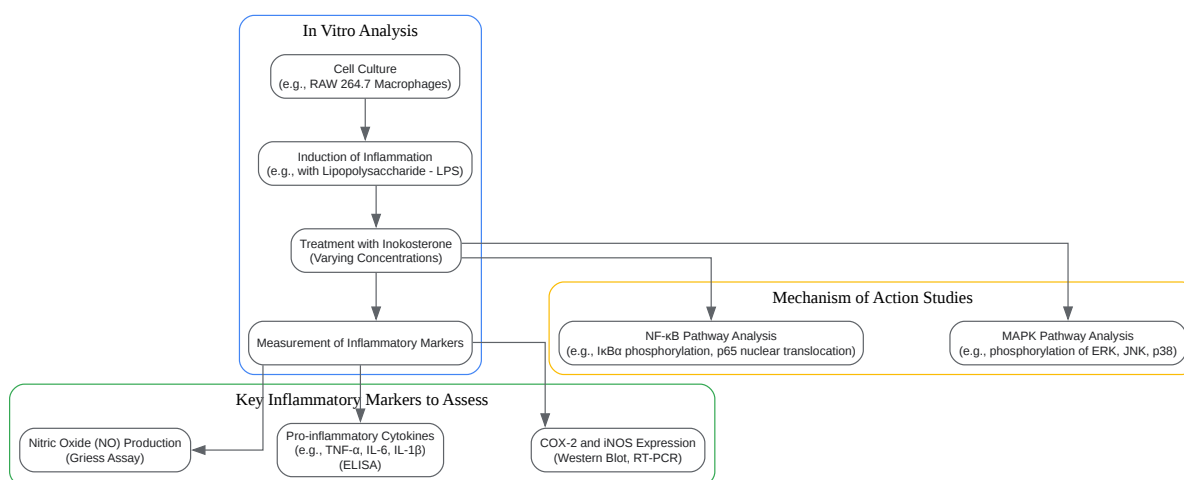 In Vitro Analysis
Cell Culture
(e.g., RAW 264.7 Macrophages)
Induction of Inflammation
(e.g., with Lipopolysaccharide - LPS)
Treatment with Inokosterone
(Varying Concentrations)
Measurement of Inflammatory Markers
Mechanism of Action Studies
NF-κB Pathway Analysis
(e.g., IκBα phosphorylation, p65 nuclear translocation)
MAPK Pathway Analysis
(e.g., phosphorylation of ERK, JNK, p38)
Key Inflammatory Markers to Assess
Nitric Oxide (NO) Production
(Griess Assay)
Pro-inflammatory Cytokines
(e.g., TNF-α, IL-6, IL-1β)
(ELISA)
COX-2 and iNOS Expression
(Western Blot, RT-PCR)